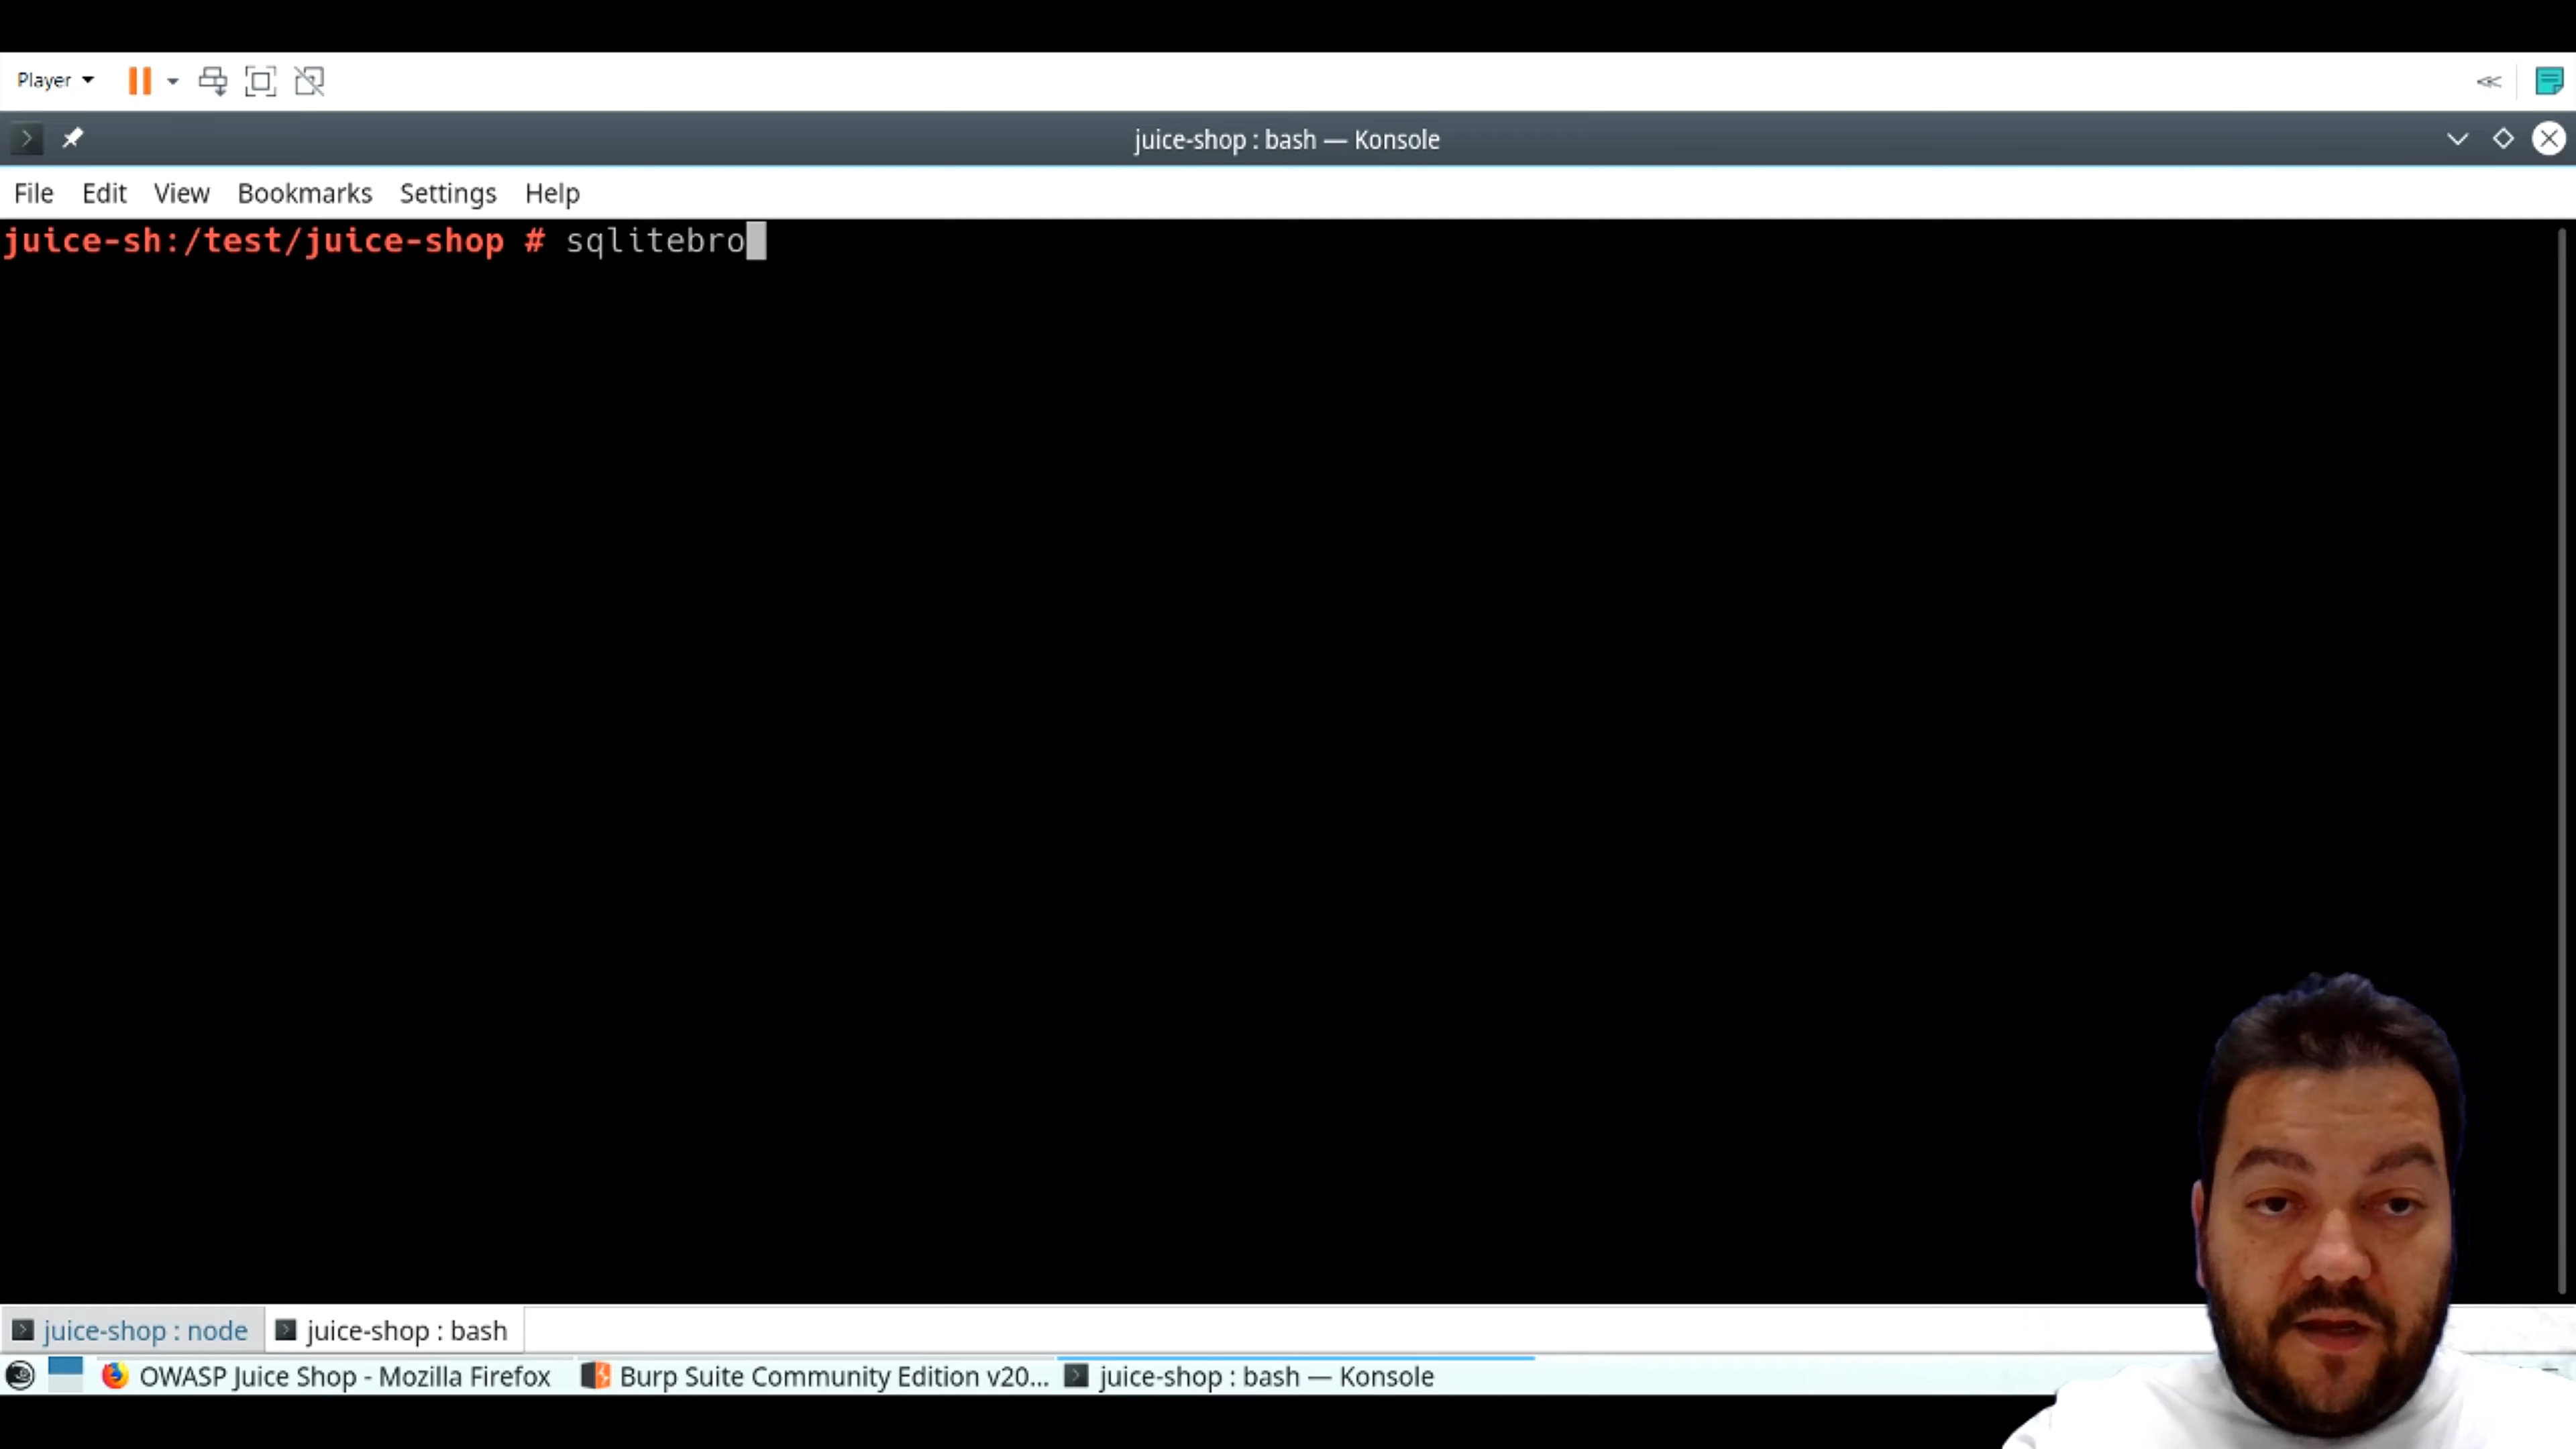 Player
juice-shop : bash — Konsole
File Edit View Bookmarks Settings Help
juice-sh:/test/juice-shop # sqlitebro
juice-shop : node juice-shop : bash
OWASP Juice Shop - Mozilla Firefox Burp Suite Community Edition v20... juice-shop : bash — Konsole